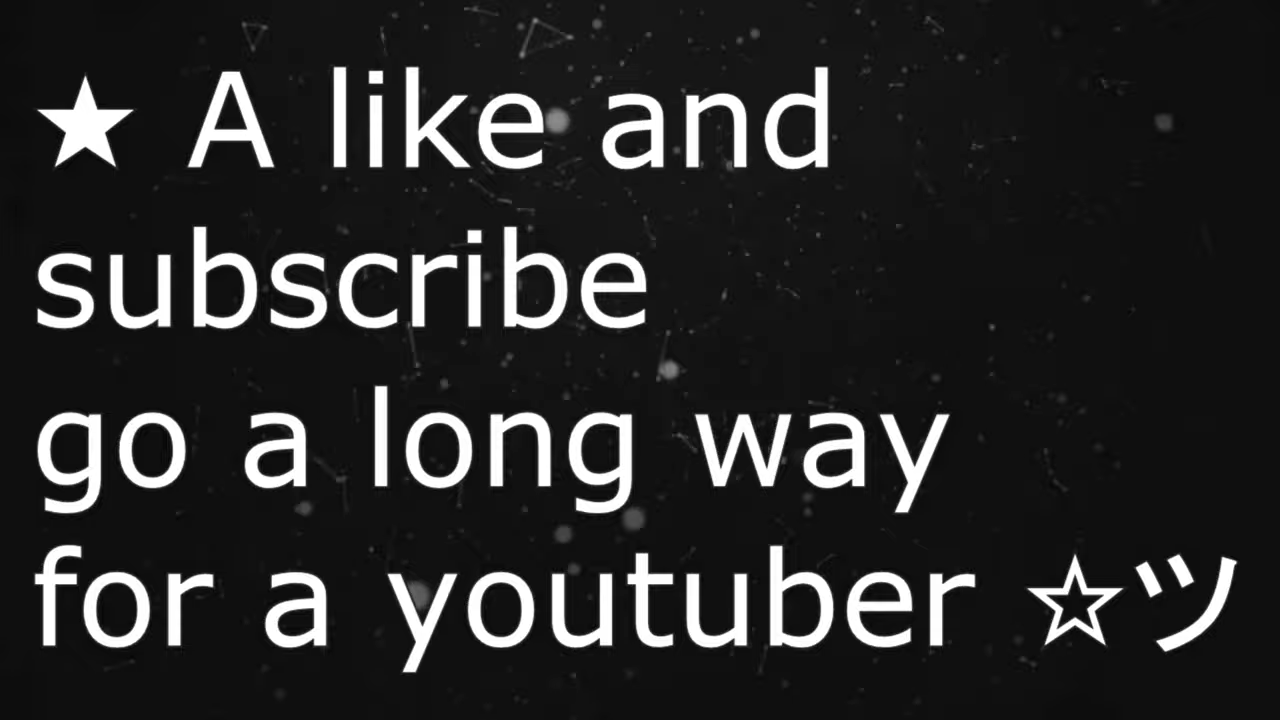 ★ A like and
subscribe
go a long way
for a youtuber ☆ツ